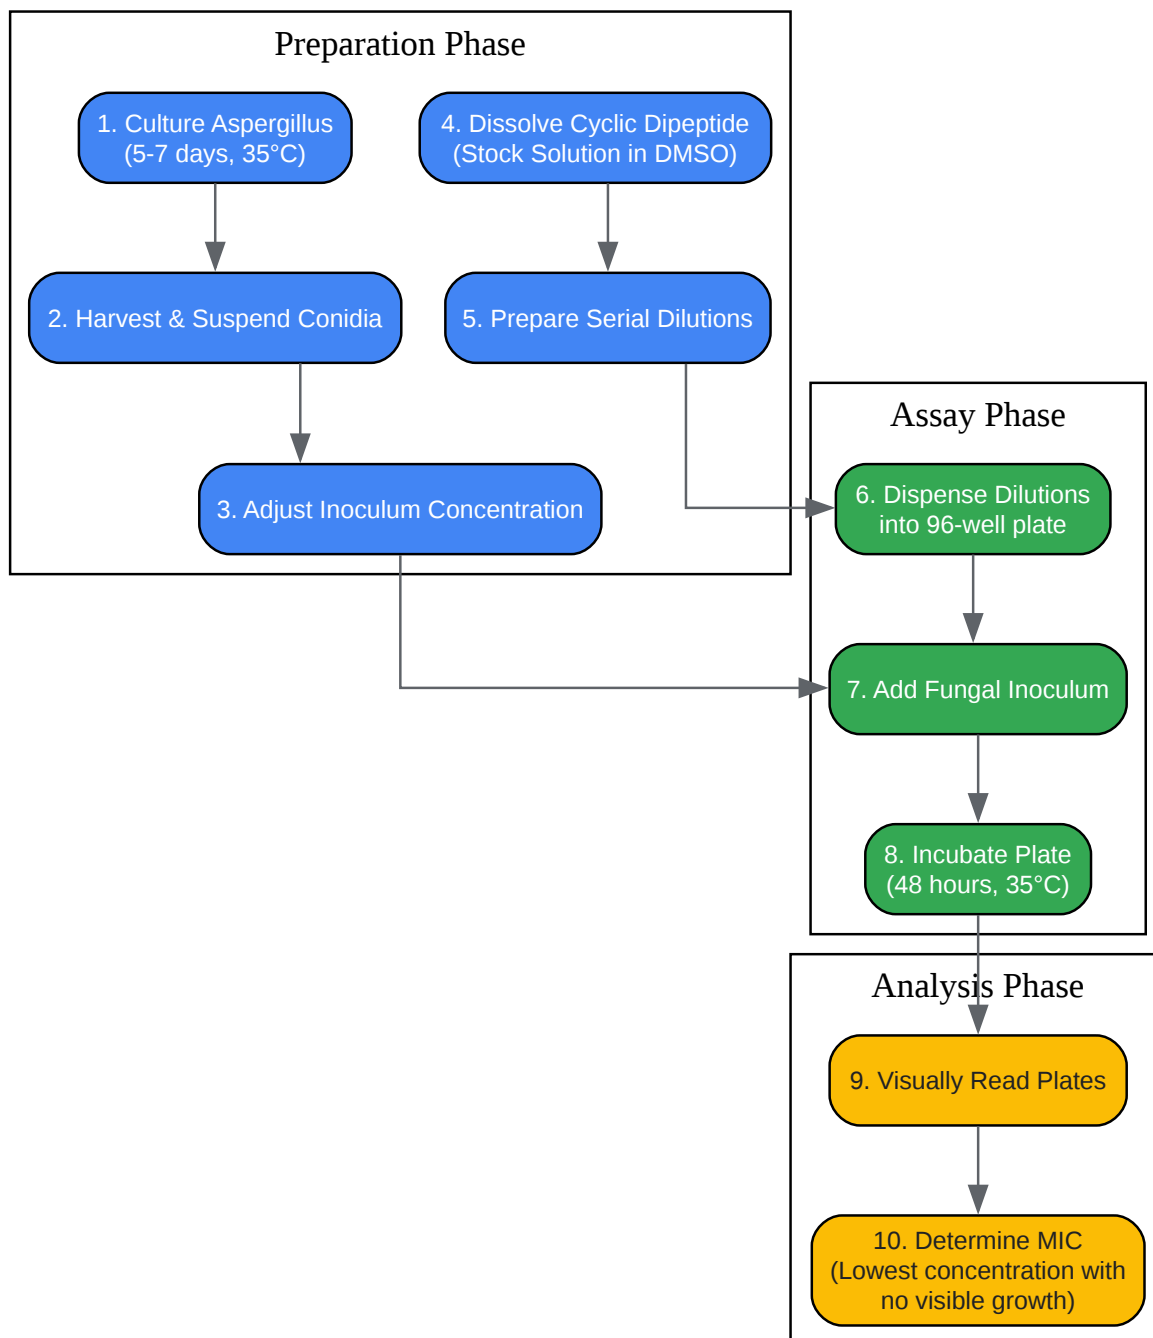 Preparation Phase
1. Culture Aspergillus
(5-7 days, 35°C)
4. Dissolve Cyclic Dipeptide
(Stock Solution in DMSO)
2. Harvest & Suspend Conidia
5. Prepare Serial Dilutions
3. Adjust Inoculum Concentration
Assay Phase
6. Dispense Dilutions
into 96-well plate
7. Add Fungal Inoculum
8. Incubate Plate
(48 hours, 35°C)
Analysis Phase
9. Visually Read Plates
10. Determine MIC
(Lowest concentration with
no visible growth)